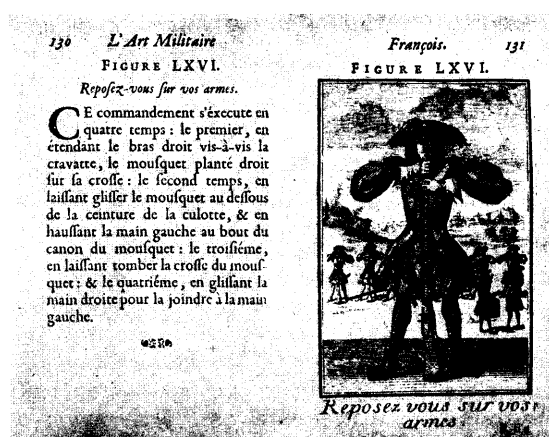 130 L'Art Militaire
FIGURE LXVI.
Reposez-vous sur vos armes.
CE commandement s'éxecute en
quatre temps : le premier, en
étendant le bras droit vis-à-vis la
cravatte, le mousquet planté droit
sur sa crosse : le second temps, en
laissant glisser le mousquet au dessous
de la ceinture de la culotte, & en
haussant la main gauche au bout du
canon du mousquet : le troisiéme,
en laissant tomber la crosse du mous-
quet : & le quatriéme, en glissant la
main droite pour la joindre à la main
gauche.
François. 131
FIGURE LXVI.
Reposez vous sur vos
armes.